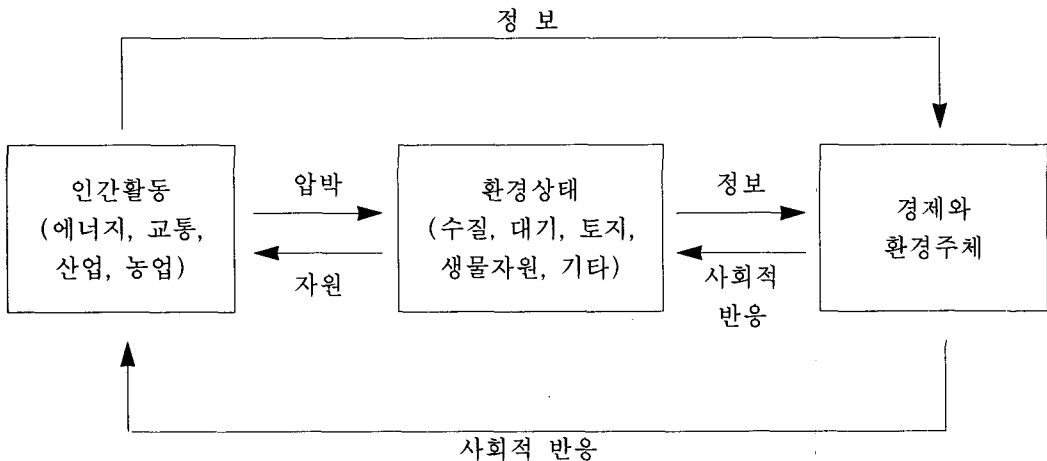 정 보
인간활동
(에너지, 교통,
산업, 농업)
압박
자원
환경상태
(수질, 대기, 토지,
생물자원, 기타)
정보
사회적
반응
경제와
환경주체
사회적 반응